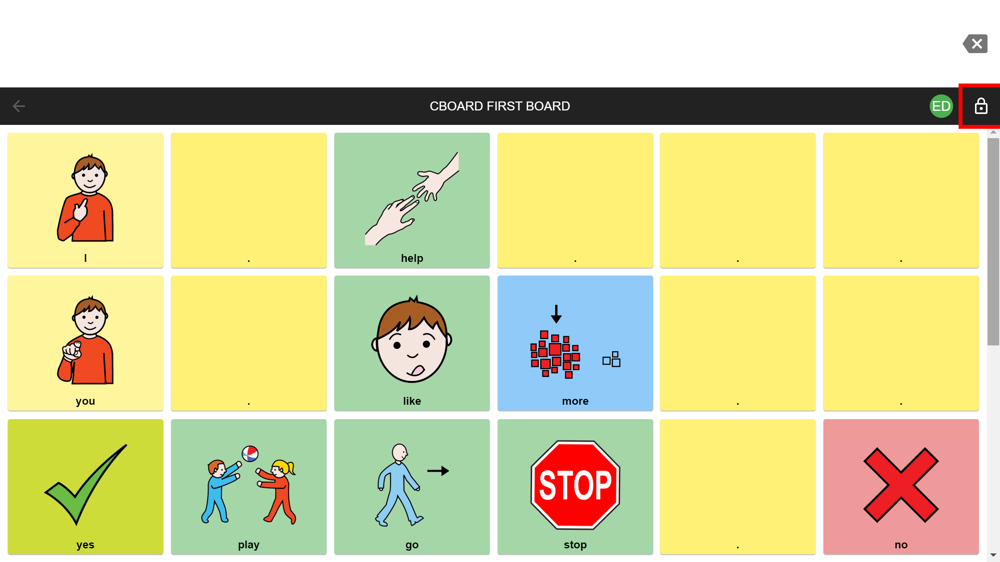 CBOARD FIRST BOARD
ED
I
.
help
.
.
.
you
.
like
more
.
.
STOP
yes
play
go
stop
.
no